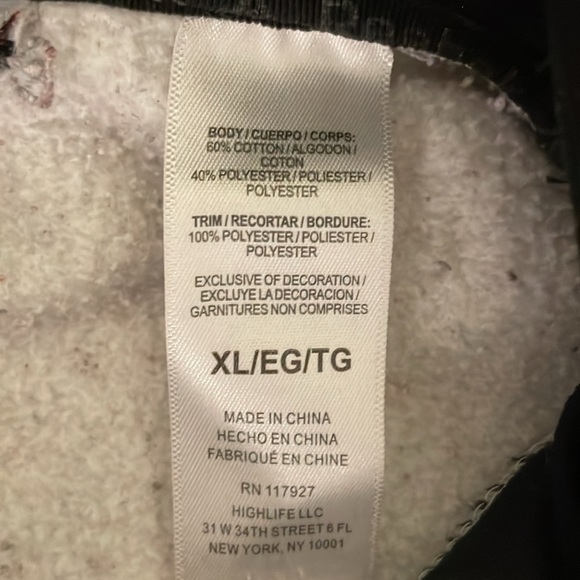 BODY / CUERPO / CORPS:
60% COTTON / ALGODON /
COTON
40% POLYESTER / POLIESTER /
POLYESTER
TRIM / RECORTAR / BORDURE:
100% POLYESTER / POLIESTER /
POLYESTER
EXCLUSIVE OF DECORATION /
EXCLUYE LA DECORACION /
GARNITURES NON COMPRISES
XL/EG/TG
MADE IN CHINA
HECHO EN CHINA
FABRIQUÉ EN CHINE
RN 117927
HIGHLIFE LLC
31 W 34TH STREET 6 FL
NEW YORK, NY 10001